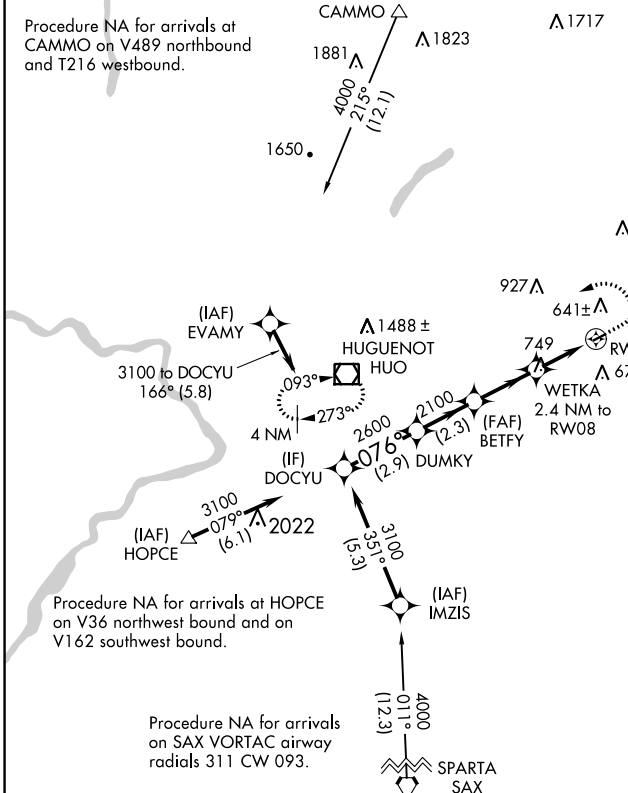 Procedure NA for arrivals at
CAMMO on V489 northbound
and T216 westbound.
CAMMO
1823
1717
1881
4000
215°
(12.1)
1650
927
641±
(IAF)
EVAMY
1488 ±
HUGUENOT
HUO
749
RW
67
3100 to DOCYU
166° (5.8)
093°
273°
4 NM
WETKA
2.4 NM to
RW08
2100
(2.3)
(FAF)
BETFY
2600
076°
(2.9)
DUMKY
(IF)
DOCYU
3100
079°
(6.1)
2022
(IAF)
HOPCE
3100
351°
(5.3)
(IAF)
IMZIS
Procedure NA for arrivals at HOPCE
on V36 northwest bound and on
V162 southwest bound.
4000
011°
(12.3)
Procedure NA for arrivals
on SAX VORTAC airway
radials 311 CW 093.
SPARTA
SAX